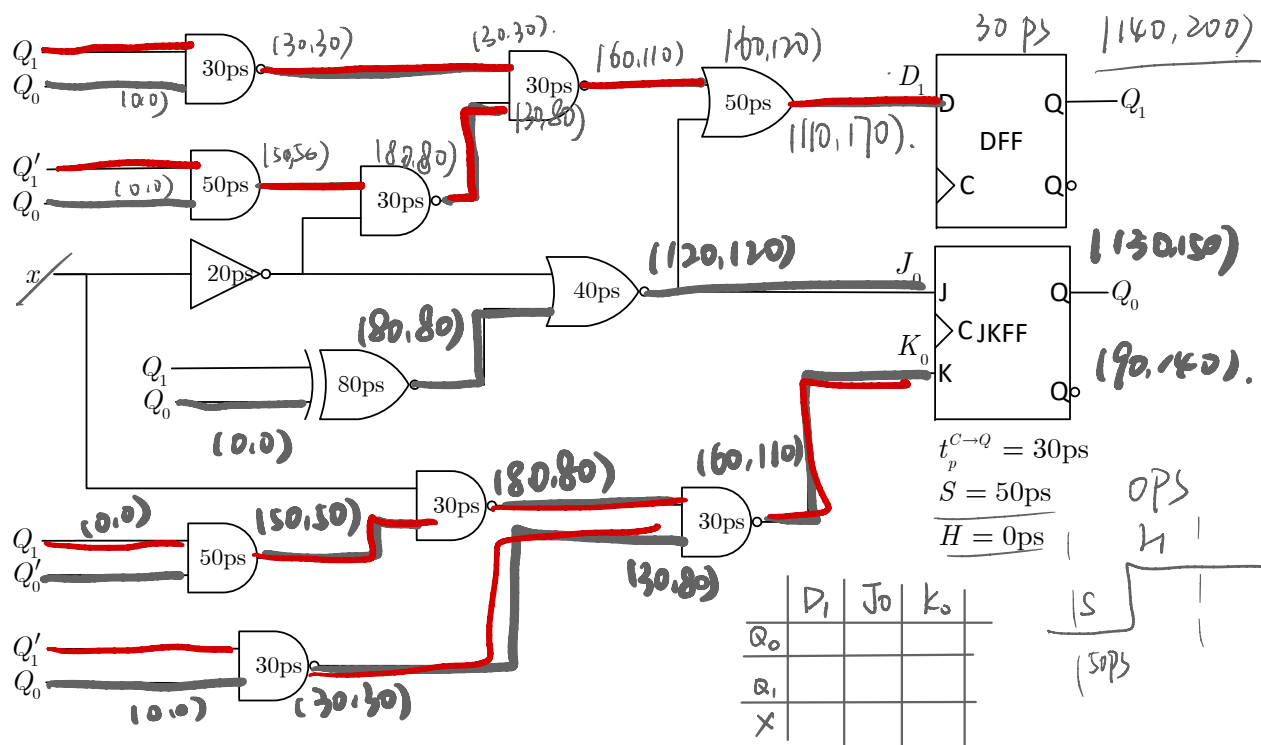 30 ps (140,200)
Q₁ (30,30) (30,30). (60,110) (60,120)
30ps 30ps 50ps D₁ D Q Q₁
Q₀ (0,0) (30,80) (110,170). DFF
Q₁′ (50,50) (80,80) C Q
50ps 30ps
Q₀ (0,0)
x 20ps 40ps (120,120) J₀ J Q Q₀ (130,150)
(80,80) C JKFF
Q₁ 80ps K₀ K Q (90,140).
Q₀ (0,0)
(60,110) t_p^{C→Q} = 30ps
30ps (80,80) S = 50ps 0ps
(0,0) (50,50) 30ps H = 0ps H
Q₁ 50ps
Q₀′ (30,80) D₁ J₀ K₀ S
Q₁′ Q₀ 50ps
30ps
Q₀ (0,0) (30,30) Q₁
X